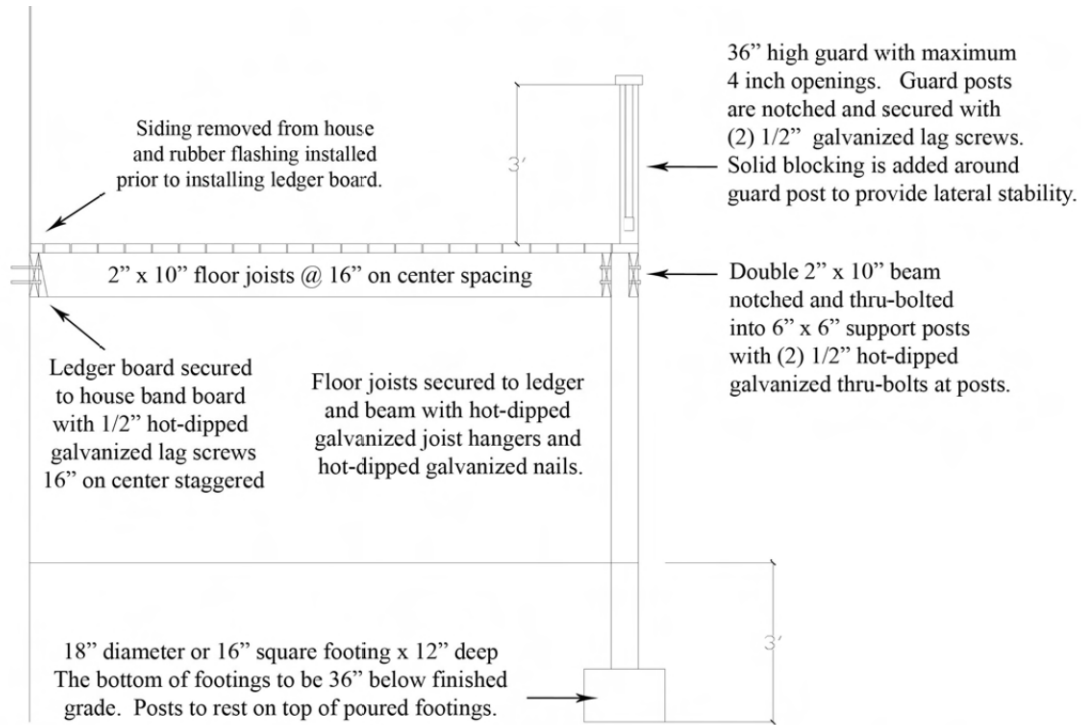 36” high guard with maximum
4 inch openings.   Guard posts
are notched and secured with
(2) 1/2”  galvanized lag screws.
Solid blocking is added around
guard post to provide lateral stability.
Siding removed from house
and rubber flashing installed
prior to installing ledger board.
3'
2” x 10” floor joists @ 16” on center spacing
Double 2” x 10” beam
notched and thru-bolted
into 6” x 6” support posts
with (2) 1/2” hot-dipped
galvanized thru-bolts at posts.
Ledger board secured
to house band board
with 1/2” hot-dipped
galvanized lag screws
16” on center staggered
Floor joists secured to ledger
and beam with hot-dipped
galvanized joist hangers and
hot-dipped galvanized nails.
3'
18” diameter or 16” square footing x 12” deep
The bottom of footings to be 36” below finished
grade.  Posts to rest on top of poured footings.